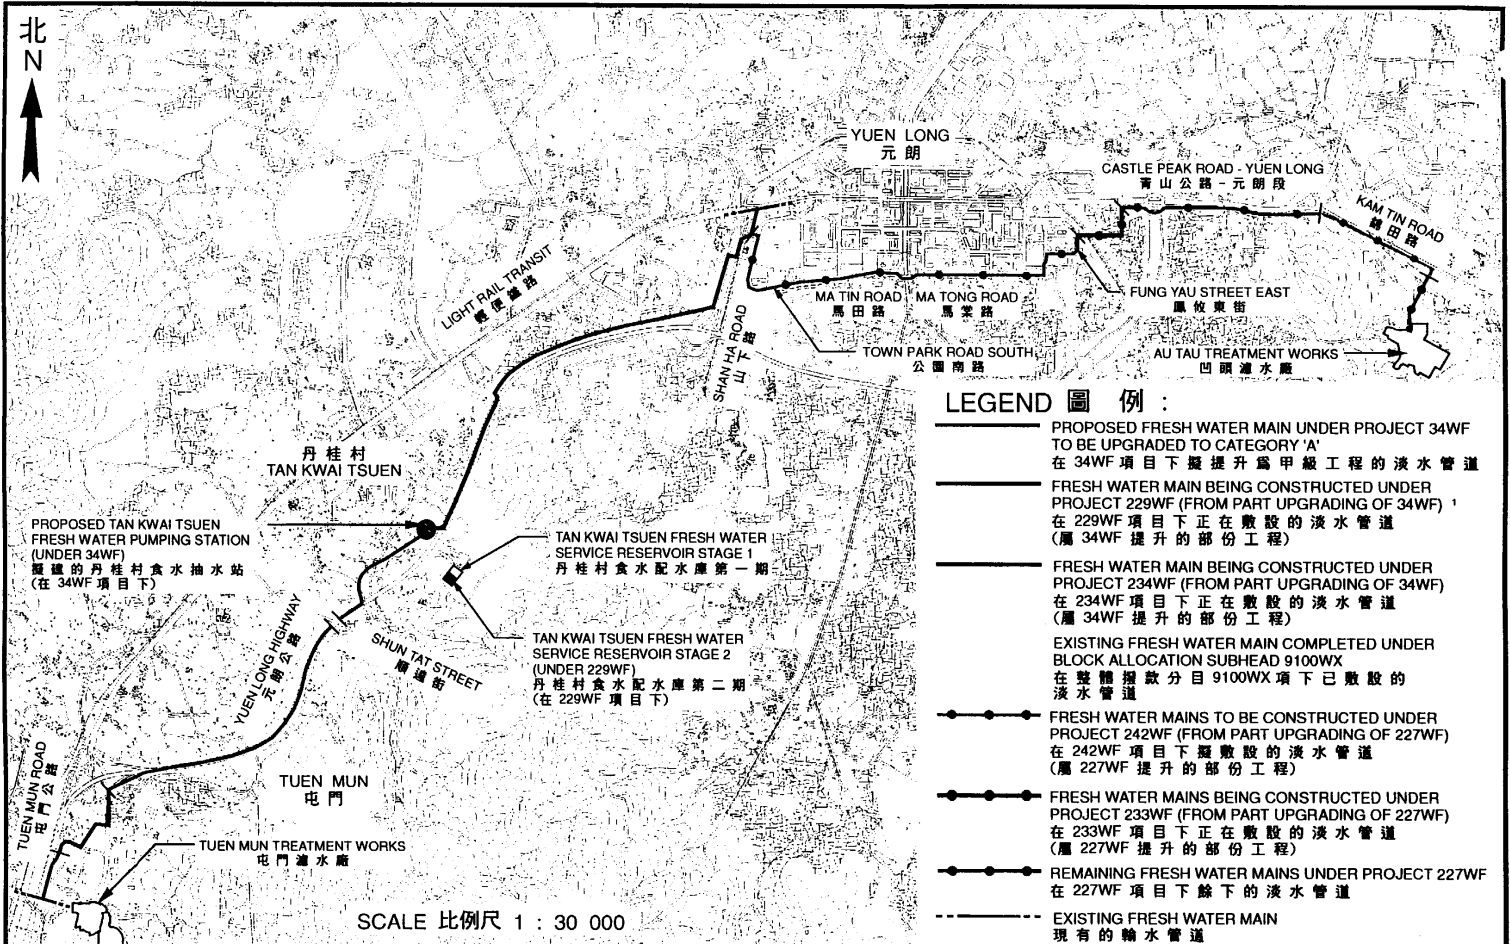 北
N
YUEN LONG
元朗
CASTLE PEAK ROAD - YUEN LONG
青山公路 - 元朗段
KAM TIN ROAD
錦田路
LIGHT RAIL TRANSIT
輕便鐵路
MA TIN ROAD
馬田路
MA TONG ROAD
馬棠路
FUNG YAU STREET EAST
鳳攸東街
SHAN HA ROAD
山下路
TOWN PARK ROAD SOUTH
公園南路
AU TAU TREATMENT WORKS
凹頭濾水廠
丹桂村
TAN KWAI TSUEN
PROPOSED TAN KWAI TSUEN
FRESH WATER PUMPING STATION
(UNDER 34WF)
擬建的丹桂村食水抽水站
(在 34WF 項目下)
TAN KWAI TSUEN FRESH WATER
SERVICE RESERVOIR STAGE 1
丹桂村食水配水庫第一期
TAN KWAI TSUEN FRESH WATER
SERVICE RESERVOIR STAGE 2
(UNDER 229WF)
丹桂村食水配水庫第二期
(在 229WF 項目下)
YUEN LONG HIGHWAY
元朗公路
SHUN TAT STREET
順達街
TUEN MUN ROAD
屯門公路
TUEN MUN
屯門
TUEN MUN TREATMENT WORKS
屯門濾水廠
SCALE 比例尺 1 : 30 000
LEGEND 圖 例 :
PROPOSED FRESH WATER MAIN UNDER PROJECT 34WF
TO BE UPGRADED TO CATEGORY 'A'
在 34WF 項目下擬提升爲甲級工程的淡水管道
FRESH WATER MAIN BEING CONSTRUCTED UNDER
PROJECT 229WF (FROM PART UPGRADING OF 34WF) 1
在 229WF 項目下正在敷設的淡水管道
(屬 34WF 提升的部份工程)
FRESH WATER MAIN BEING CONSTRUCTED UNDER
PROJECT 234WF (FROM PART UPGRADING OF 34WF)
在 234WF 項目下正在敷設的淡水管道
(屬 34WF 提升的部份工程)
EXISTING FRESH WATER MAIN COMPLETED UNDER
BLOCK ALLOCATION SUBHEAD 9100WX
在整體撥款分目 9100WX 項下已敷設的
淡水管道
FRESH WATER MAINS TO BE CONSTRUCTED UNDER
PROJECT 242WF (FROM PART UPGRADING OF 227WF)
在 242WF 項目下擬敷設的淡水管道
(屬 227WF 提升的部份工程)
FRESH WATER MAINS BEING CONSTRUCTED UNDER
PROJECT 233WF (FROM PART UPGRADING OF 227WF)
在 233WF 項目下正在敷設的淡水管道
(屬 227WF 提升的部份工程)
REMAINING FRESH WATER MAINS UNDER PROJECT 227WF
在 227WF 項目下餘下的淡水管道
EXISTING FRESH WATER MAIN
現有的輸水管道